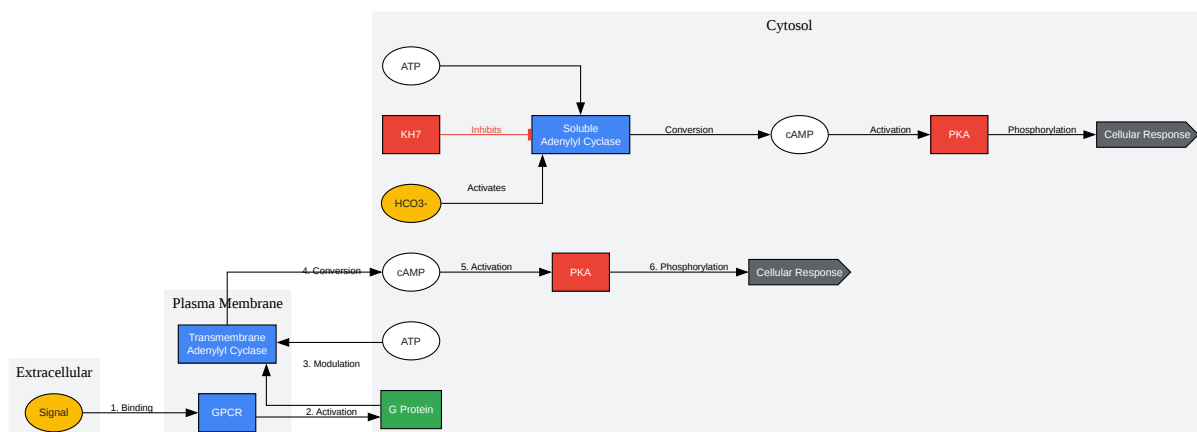 Cytosol
ATP
KH7
Inhibits
Soluble
Adenylyl Cyclase
Conversion
cAMP
Activation
PKA
Phosphorylation
Cellular Response
Activates
HCO3-
4. Conversion
cAMP
5. Activation
PKA
6. Phosphorylation
Cellular Response
Plasma Membrane
Transmembrane
Adenylyl Cyclase
ATP
3. Modulation
Extracellular
Signal
1. Binding
GPCR
2. Activation
G Protein